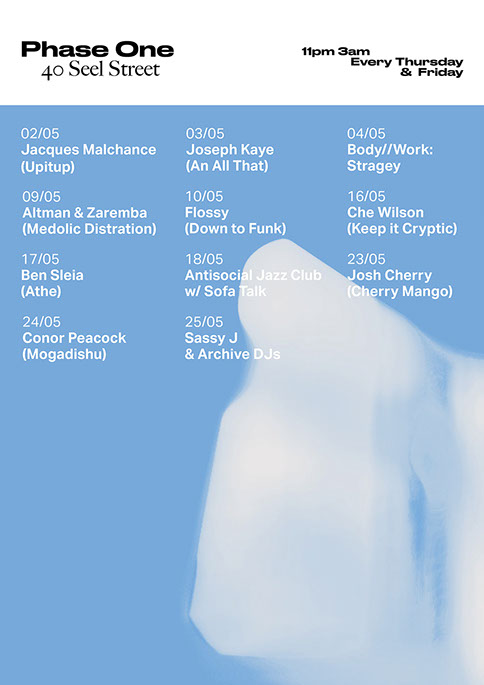 Phase One
40 Seel Street
11pm 3am
Every Thursday
& Friday
02/05
Jacques Malchance
(Upitup)
03/05
Joseph Kaye
(An All That)
04/05
Body//Work:
Stragey
09/05
Altman & Zaremba
(Medolic Distration)
10/05
Flossy
(Down to Funk)
16/05
Che Wilson
(Keep it Cryptic)
17/05
Ben Sleia
(Athe)
18/05
Antisocial Jazz Club
w/ Sofa Talk
23/05
Josh Cherry
(Cherry Mango)
24/05
Conor Peacock
(Mogadishu)
25/05
Sassy J
& Archive DJs